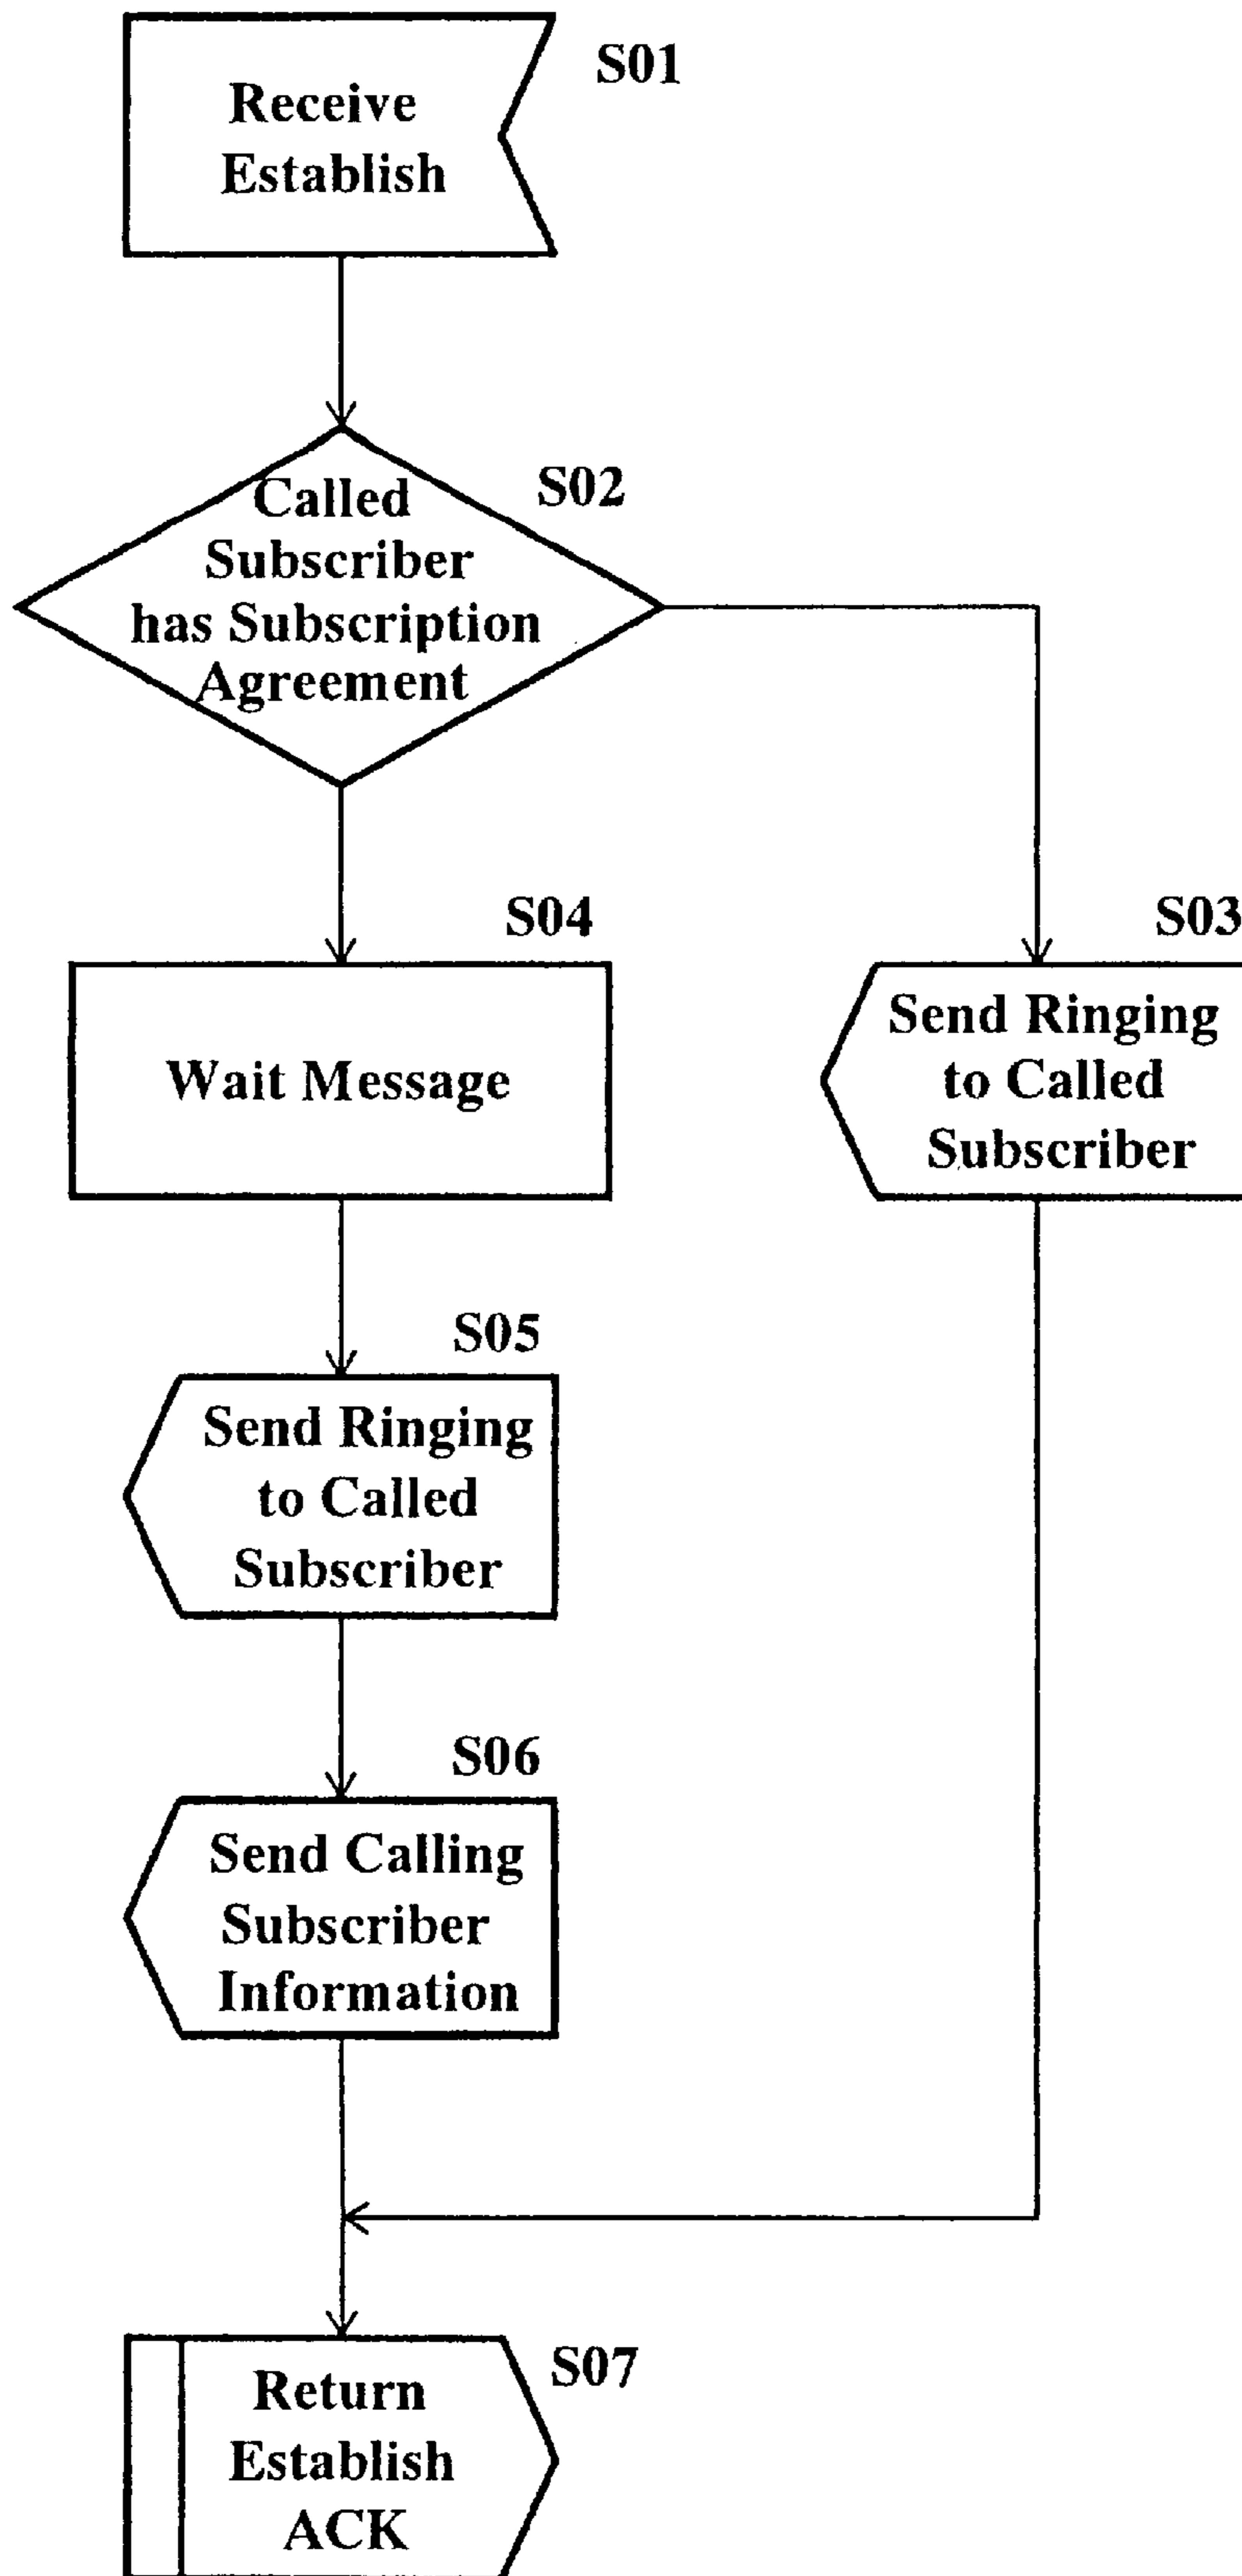 S01
Receive
Establish
S02
Called
Subscriber
has Subscription
Agreement
S04
Wait Message
S03
Send Ringing
to Called
Subscriber
S05
Send Ringing
to Called
Subscriber
S06
Send Calling
Subscriber
Information
S07
Return
Establish
ACK